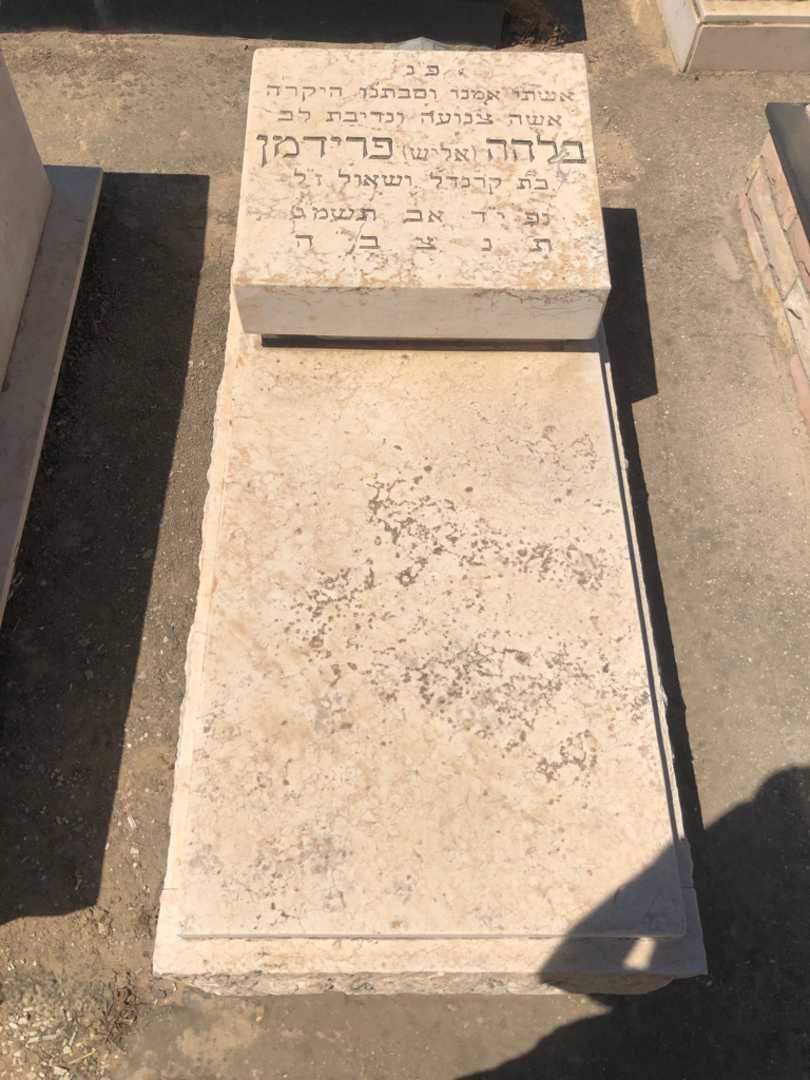 פ נ
אשתי אמנו וסבתנו היקרה
אשה צנועה ונדיבת לב
בלהה (אליש) פרידמן
בת קרנדל ושאול ז"ל
נפ י"ד אב תשמ"ג
ת נ צ ב ה